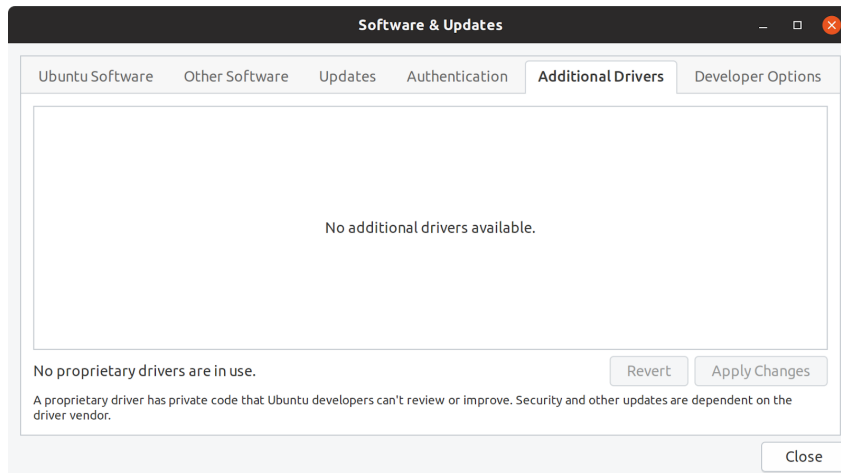 Software & Updates
Ubuntu Software Other Software Updates Authentication Additional Drivers Developer Options
No additional drivers available.
No proprietary drivers are in use.
Revert Apply Changes
A proprietary driver has private code that Ubuntu developers can't review or improve. Security and other updates are dependent on the
driver vendor.
Close